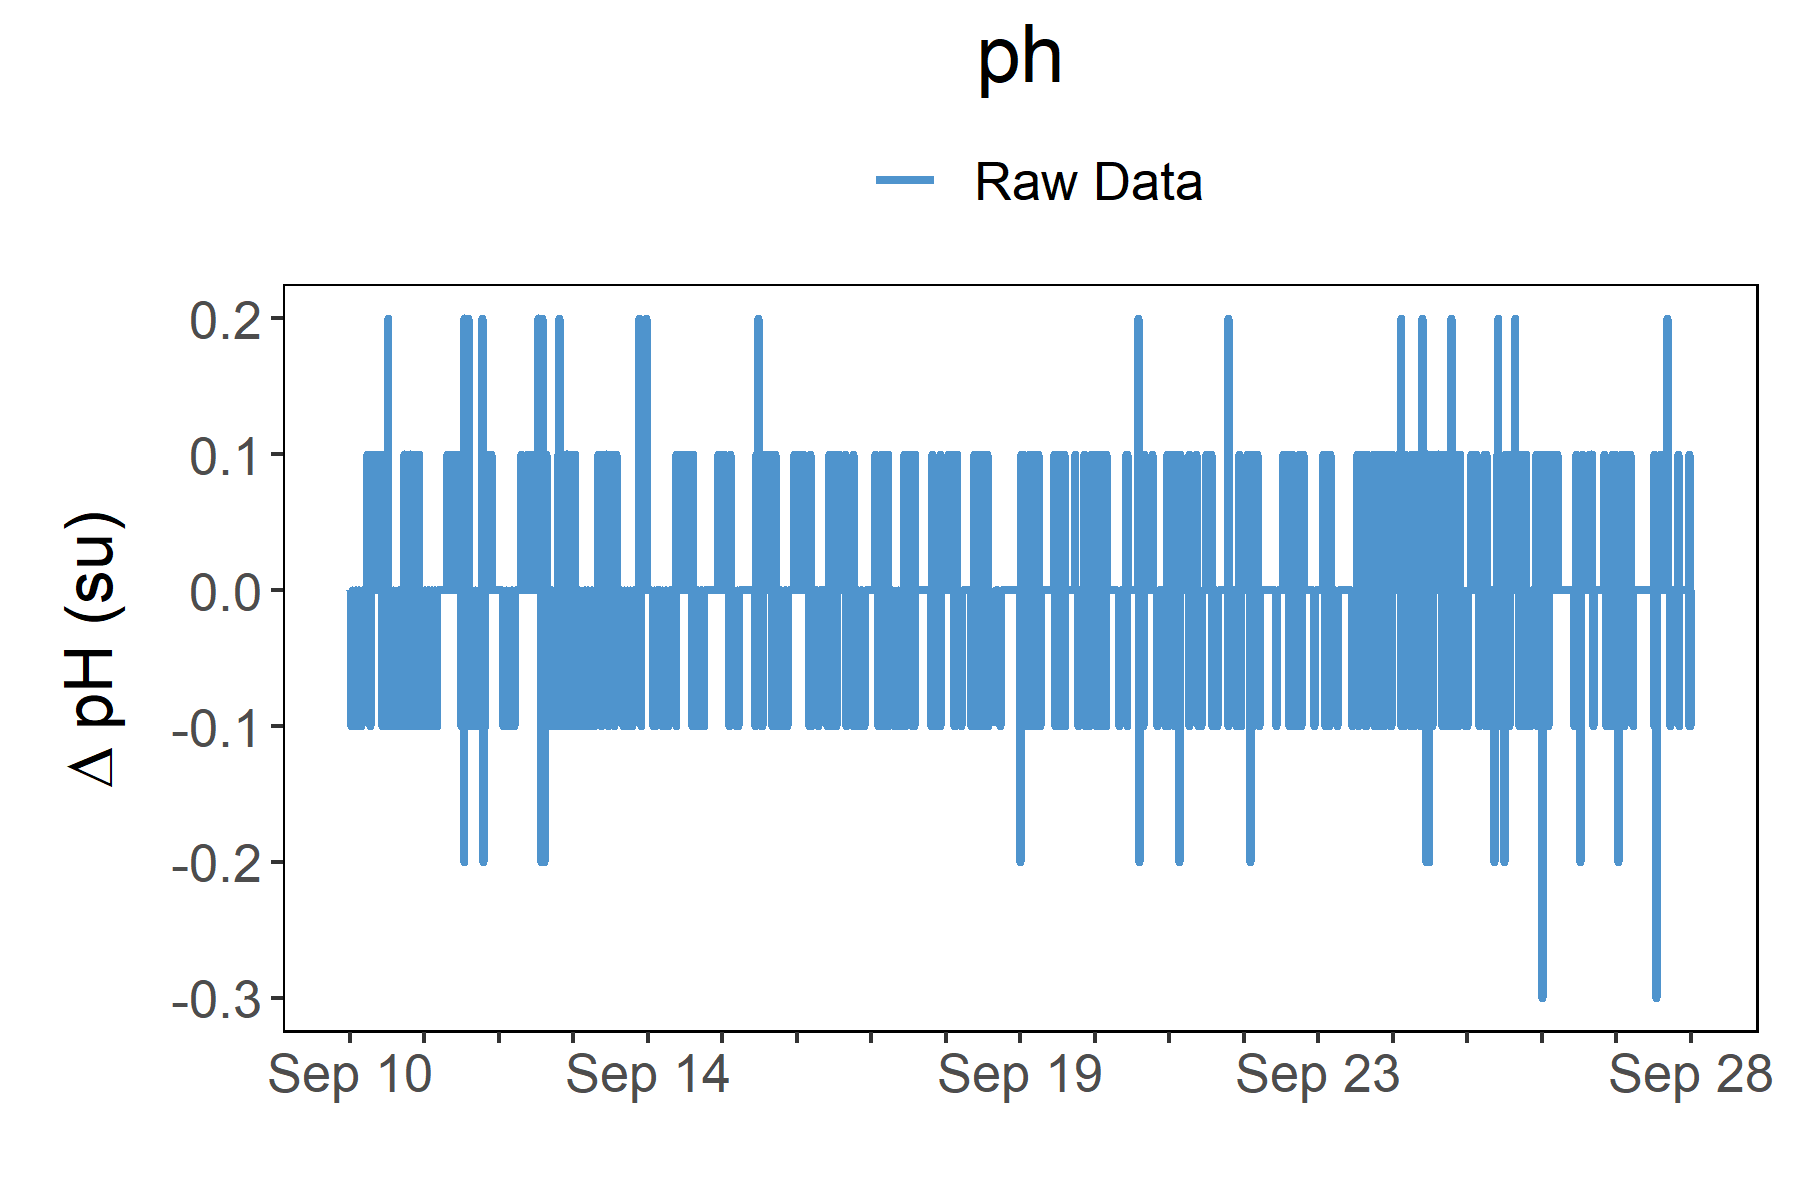 ph
Raw Data
0.2
0.1
0.0
-0.1
-0.2
-0.3
Δ pH (su)
Sep 10 Sep 14 Sep 19 Sep 23 Sep 28